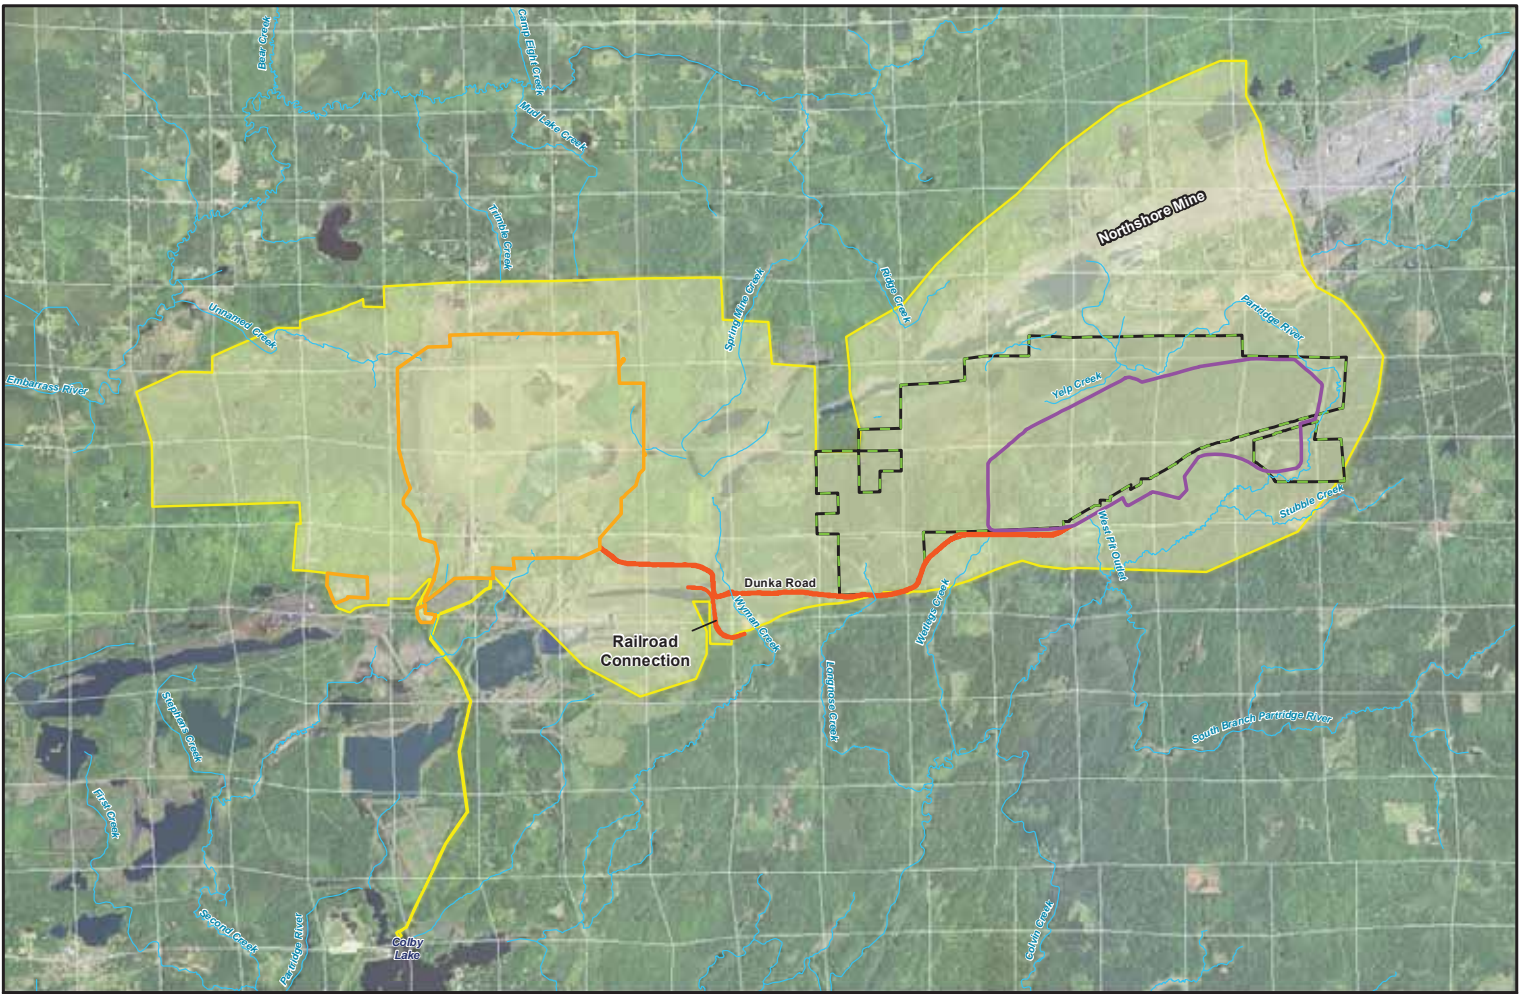 Bear Creek
Camp Eight Creek
Mud Lake Creek
Trimble Creek
Northshore Mine
Spring Mine Creek
Ridge Creek
Partridge River
Unnamed Creek
Embarrass River
Yelp Creek
Stubble Creek
West Pit Outlet
Dunka Road
Wyman Creek
Wetlegs Creek
Railroad
Connection
Longnose Creek
Stephens Creek
South Branch Partridge River
First Creek
Second Creek
Partridge River
Colby
Lake
Colvin Creek